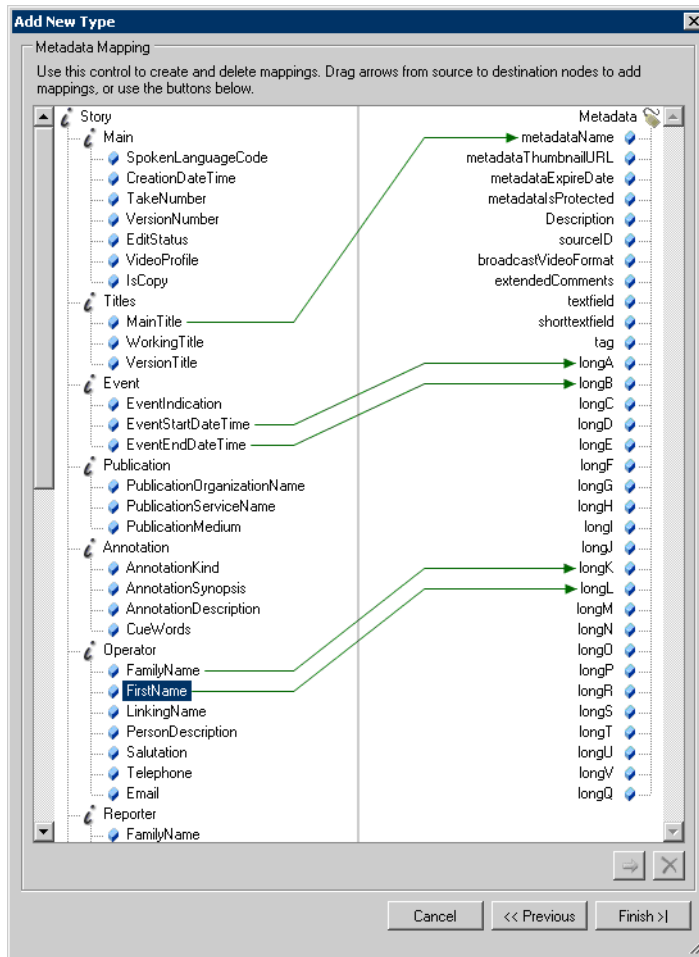 Add New Type
Metadata Mapping
Use this control to create and delete mappings. Drag arrows from source to destination nodes to add
mappings, or use the buttons below.
Story
Main
SpokenLanguageCode
CreationDateTime
TakeNumber
VersionNumber
EditStatus
VideoProfile
IsCopy
Titles
MainTitle
WorkingTitle
VersionTitle
Event
EventIndication
EventStartDateTime
EventEndDateTime
Publication
PublicationOrganizationName
PublicationServiceName
PublicationMedium
Annotation
AnnotationKind
AnnotationSynopsis
AnnotationDescription
CueWords
Operator
FamilyName
FirstName
LinkingName
PersonDescription
Salutation
Telephone
Email
Reporter
FamilyName
Metadata
metadataName
metadataThumbnailURL
metadataExpireDate
metadataIsProtected
Description
sourceID
broadcastVideoFormat
extendedComments
textfield
shorttextfield
tag
longA
longB
longC
longD
longE
longF
longG
longH
longI
longJ
longK
longL
longM
longN
longO
longP
longR
longS
longT
longU
longV
longQ
Cancel
<< Previous
Finish >|